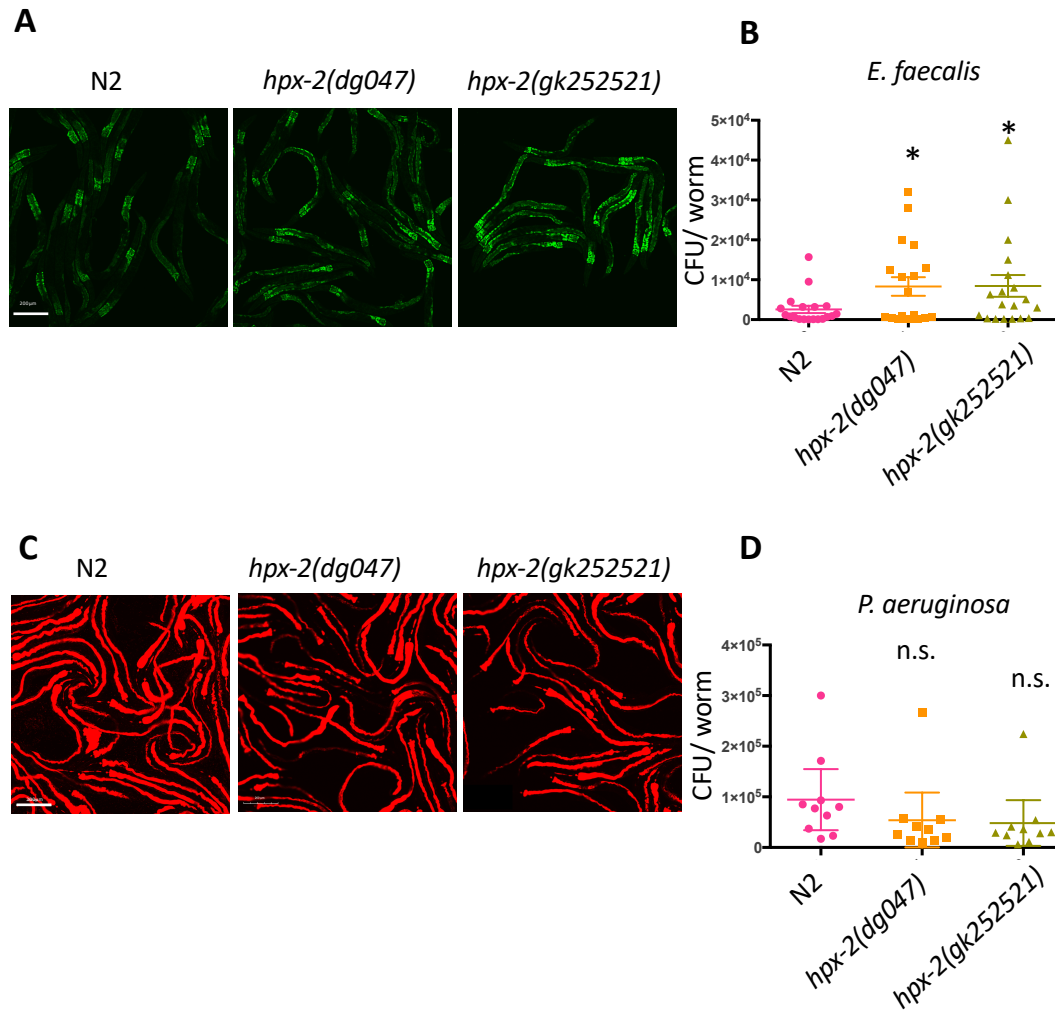 A
N2
hpx-2(dg047)
hpx-2(gk252521)
200µm
B
E. faecalis
CFU/ worm
5×10⁴
4×10⁴
3×10⁴
2×10⁴
1×10⁴
0
*
*
N2
hpx-2(dg047)
hpx-2(gk252521)
C
N2
hpx-2(dg047)
hpx-2(gk252521)
D
P. aeruginosa
CFU/ worm
4×10⁵
3×10⁵
2×10⁵
1×10⁵
0
n.s.
n.s.
N2
hpx-2(dg047)
hpx-2(gk252521)